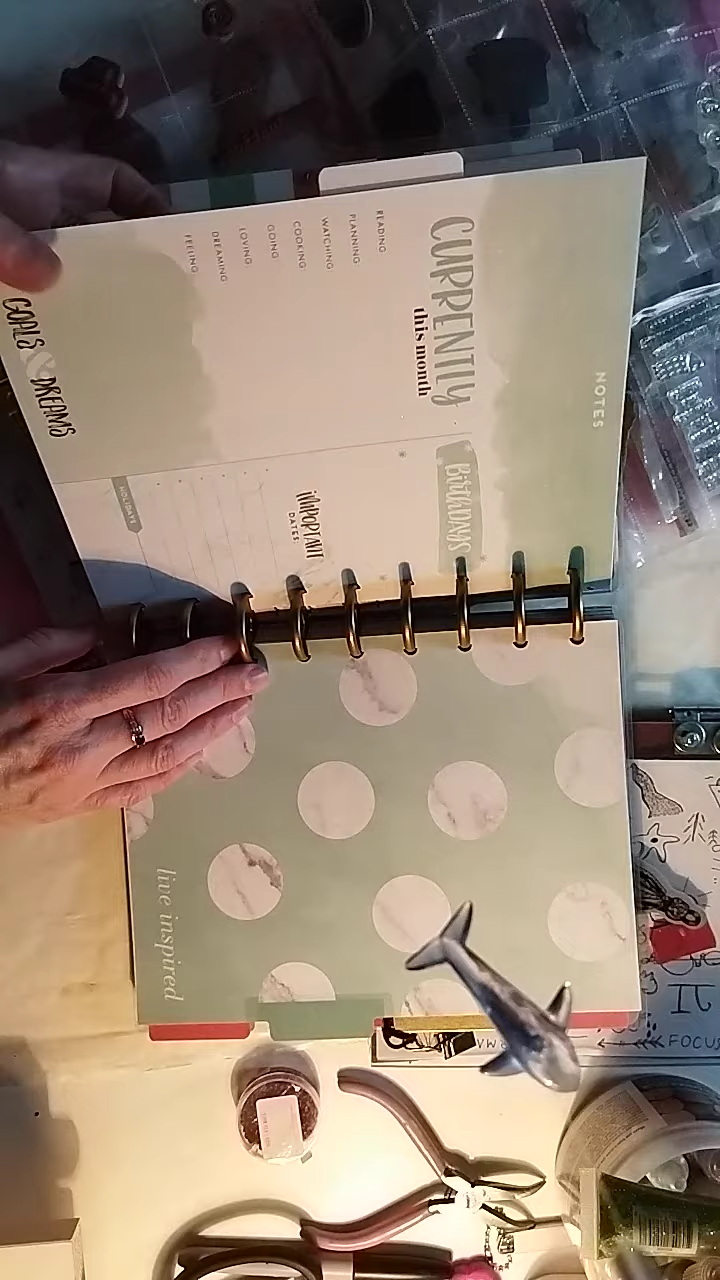 NOTES
CURRENTLY
this month
READING
PLANNING
WATCHING
COOKING
GOING
LOVING
DREAMING
FEELING
GOALS & DREAMS
BIRTHDAYS
IMPORTANT
DATES
HOLIDAYS
live inspired
FOCUS